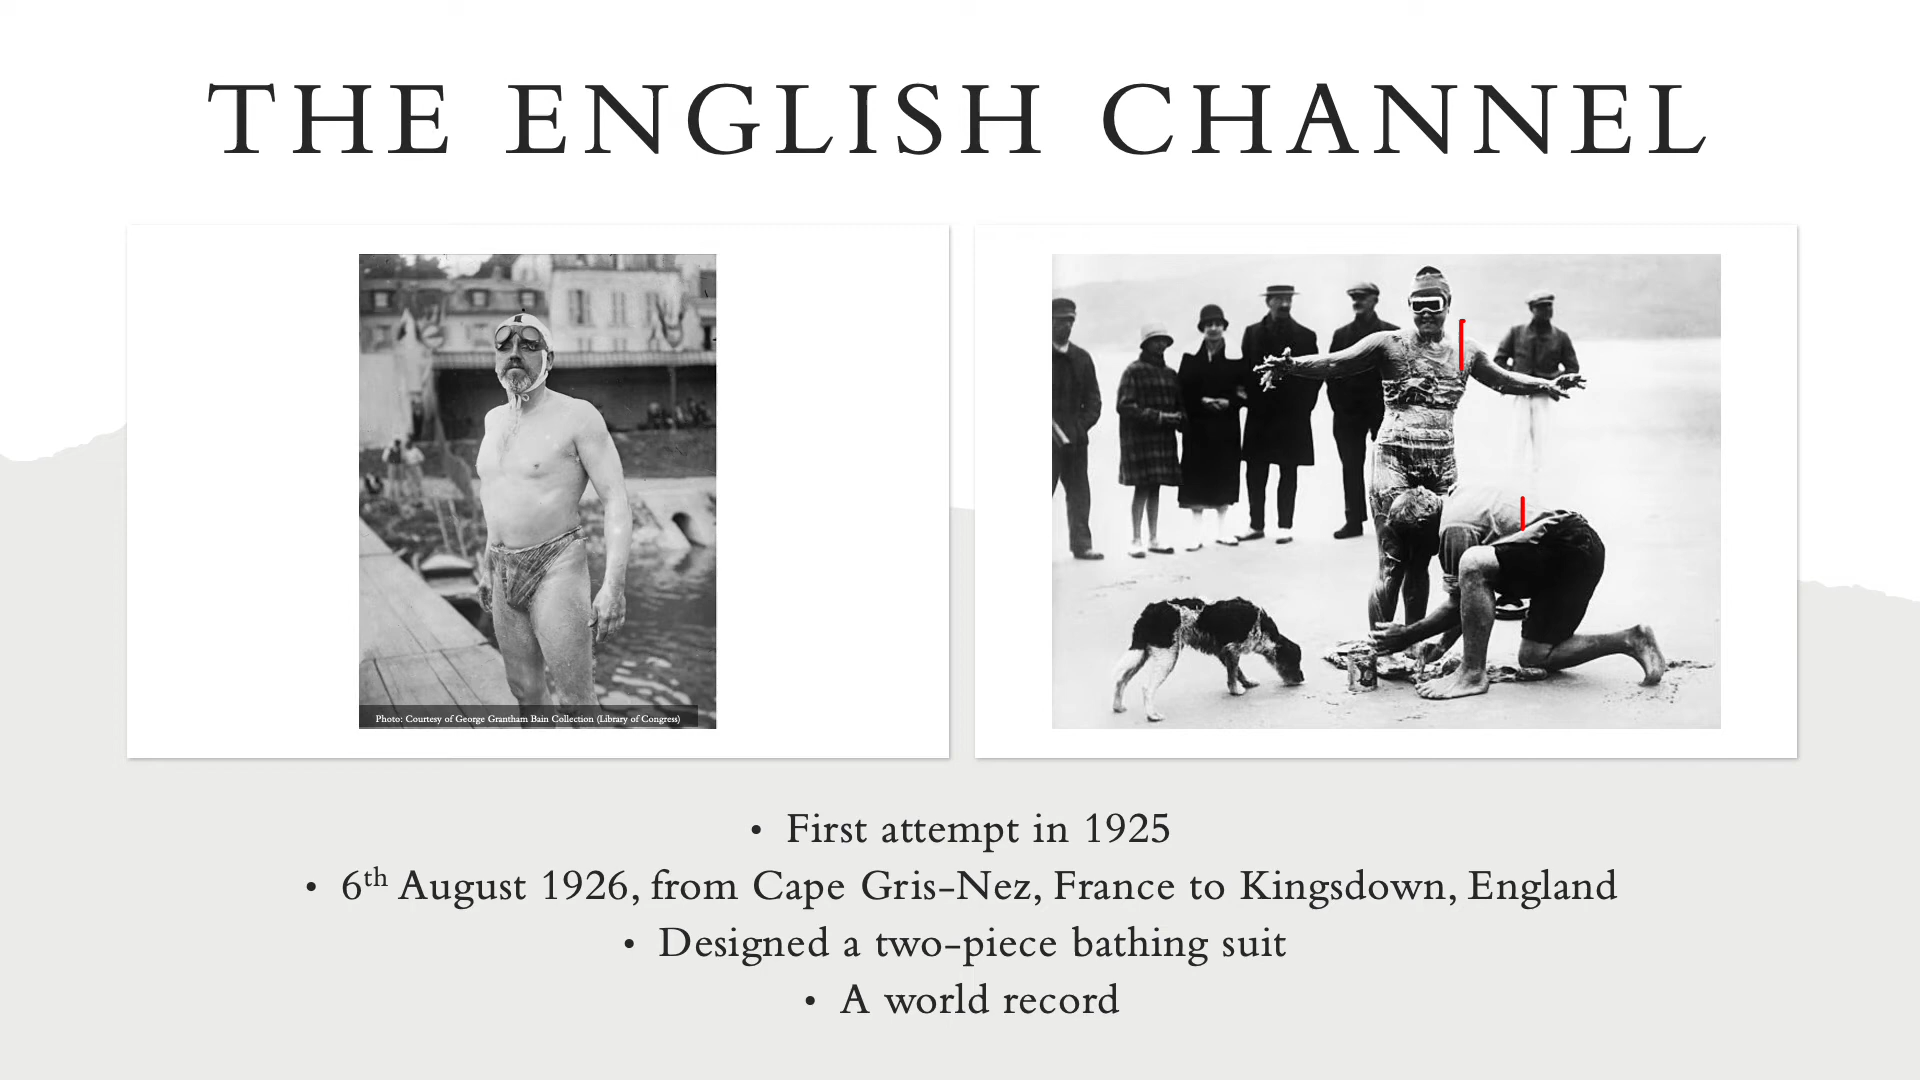 THE ENGLISH CHANNEL
Photo: Courtesy of George Grantham Bain Collection (Library of Congress)
• First attempt in 1925
• 6th August 1926, from Cape Gris-Nez, France to Kingsdown, England
• Designed a two-piece bathing suit
• A world record